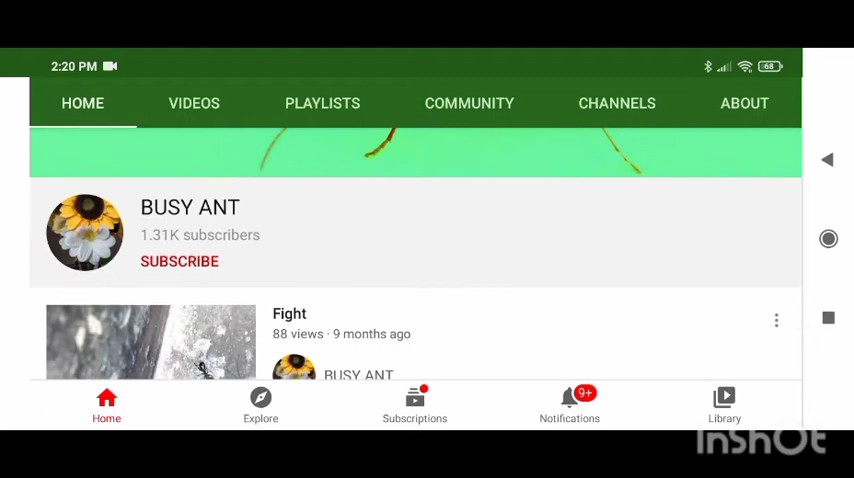 2:20 PM
68
HOME VIDEOS PLAYLISTS COMMUNITY CHANNELS ABOUT
BUSY ANT
1.31K subscribers
SUBSCRIBE
Fight
88 views · 9 months ago
BUSY ANT
9+
Home Explore Subscriptions Notifications Library
InShOt